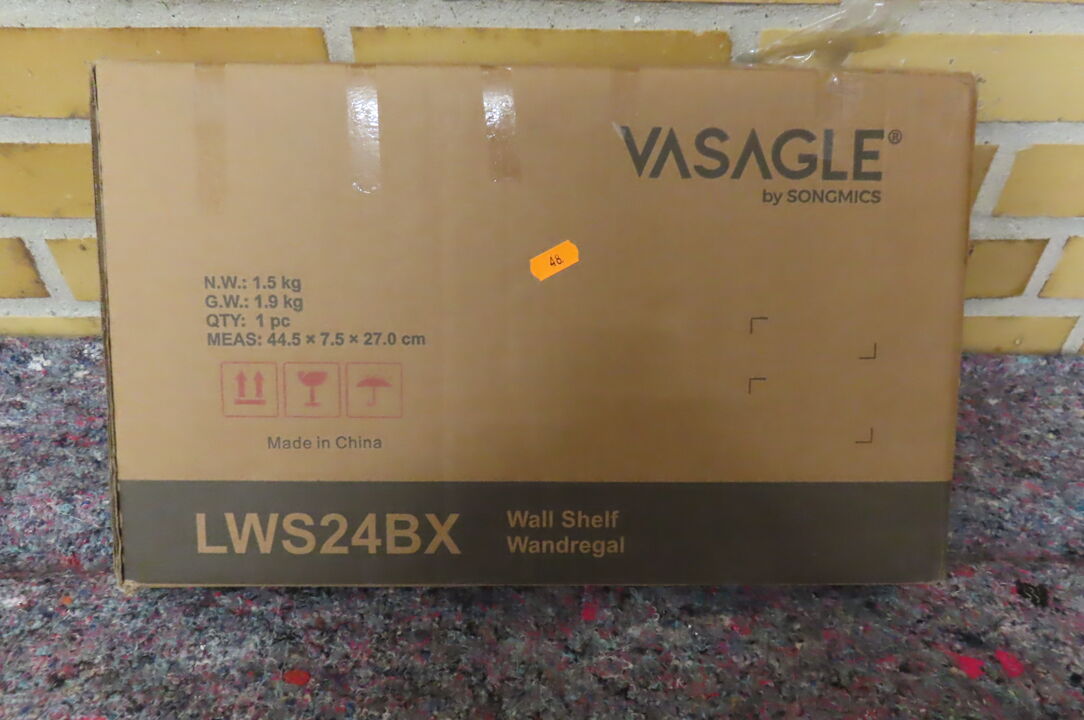 VASAGLE®
by SONGMICS
48.
N.W.: 1.5 kg
G.W.: 1.9 kg
QTY: 1 pc
MEAS: 44.5 × 7.5 × 27.0 cm
Made in China
LWS24BX
Wall Shelf
Wandregal